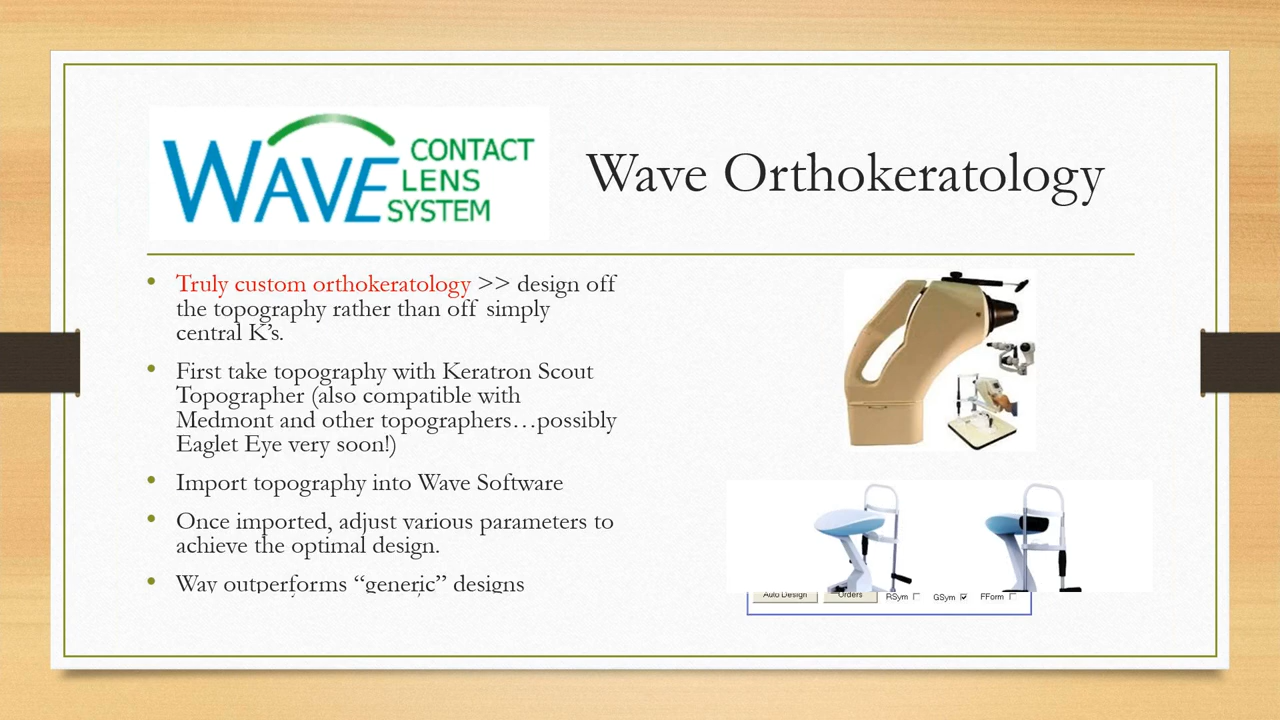 WAVE CONTACT LENS SYSTEM
Wave Orthokeratology
• Truly custom orthokeratology >> design off
the topography rather than off simply
central K’s.
• First take topography with Keratron Scout
Topographer (also compatible with
Medmont and other topographers…possibly
Eaglet Eye very soon!)
• Import topography into Wave Software
• Once imported, adjust various parameters to
achieve the optimal design.
• Way outperforms “generic” designs
Auto Design Orders RSym GSym FForm